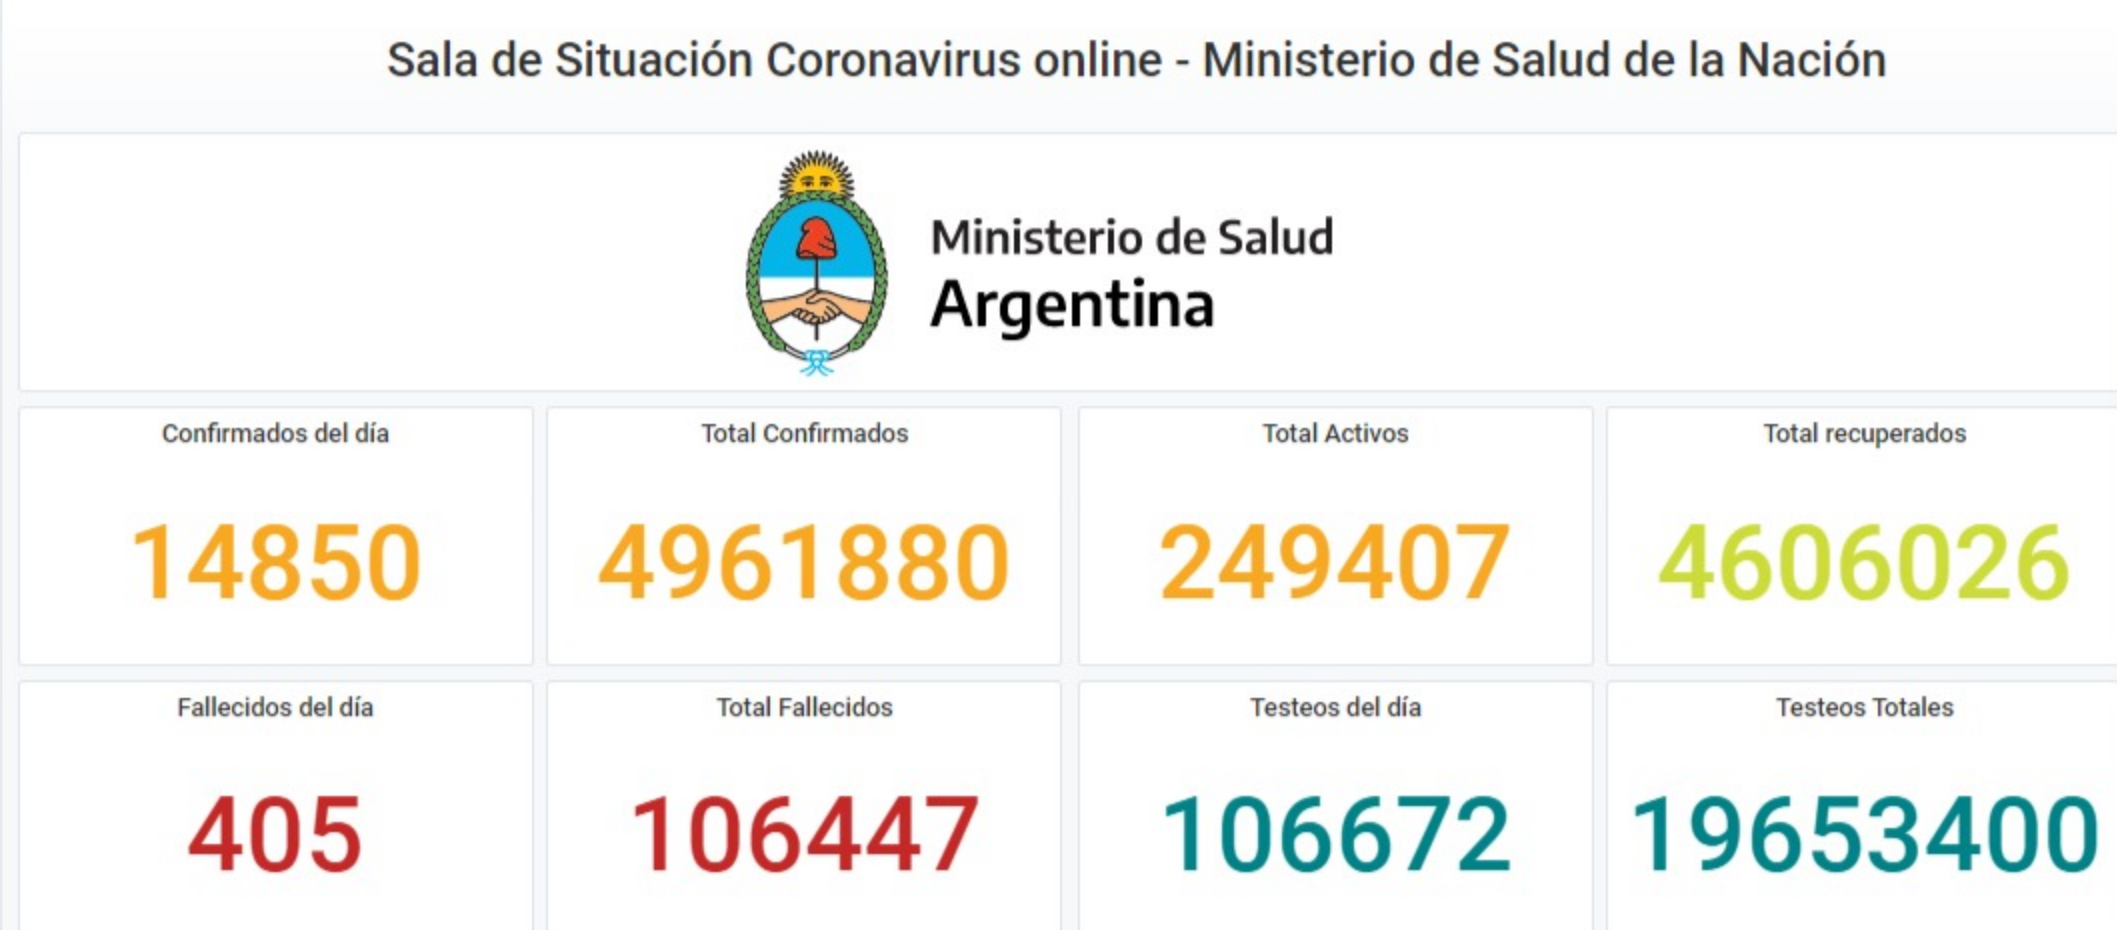 Sala de Situación Coronavirus online - Ministerio de Salud de la Nación
Ministerio de Salud
Argentina
Confirmados del día
14850
Total Confirmados
4961880
Total Activos
249407
Total recuperados
4606026
Fallecidos del día
405
Total Fallecidos
106447
Testeos del día
106672
Testeos Totales
19653400